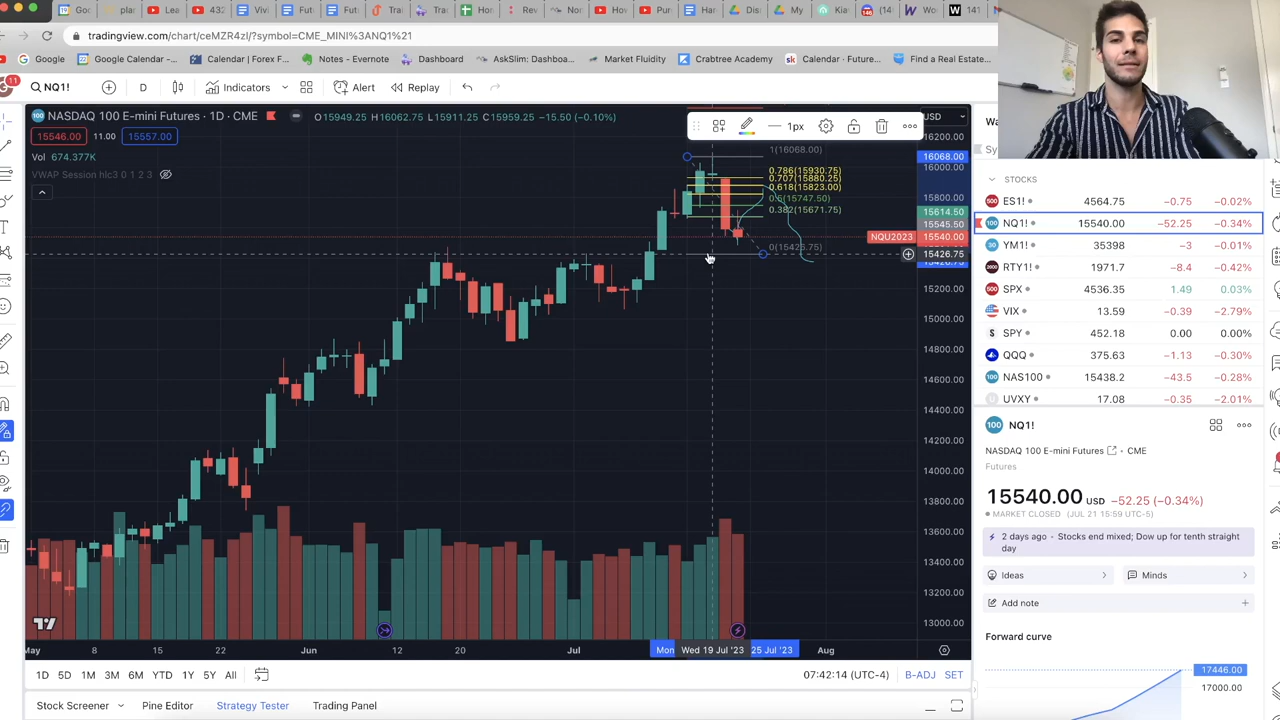 tradingview.com/chart/ceMZR4zl/?symbol=CME_MINI%3ANQ1%21
Google
Google Calendar -...
Calendar | Forex F...
Notes - Evernote
Dashboard
AskSlim: Dashboa...
Market Fluidity
Crabtree Academy
Calendar · Future...
Find a Real Estate...
11
NQ1!
D
Indicators
Alert
Replay
NASDAQ 100 E-mini Futures · 1D · CME
O15949.25 H16062.75 L15911.25 C15959.25 −15.50 (−0.10%)
USD
15546.00 11.00 15557.00
Vol 674.377K
VWAP Session hlc3 0 1 2 3
1px
1(16068.00)
0.786(15930.75)
0.707(15880.25)
0.618(15823.00)
0.5(15747.50)
0.382(15671.75)
16200.00
16068.00
16000.00
15800.00
15614.50
15545.50
NQU2023 15540.00
15426.75
15200.00
15000.00
14800.00
14600.00
14400.00
14200.00
14000.00
13800.00
13600.00
13400.00
13200.00
13000.00
May 8 15 22 Jun 12 20 Jul Mon Wed 19 Jul '23 25 Jul '23 Aug
1D 5D 1M 3M 6M YTD 1Y 5Y All
07:42:14 (UTC-4) B-ADJ SET
Stock Screener Pine Editor Strategy Tester Trading Panel
STOCKS
ES1! 4564.75 −0.75 −0.02%
NQ1! 15540.00 −52.25 −0.34%
YM1! 35398 −3 −0.01%
RTY1! 1971.7 −8.4 −0.42%
SPX 4536.35 1.49 0.03%
VIX 13.59 −0.39 −2.79%
SPY 452.18 0.00 0.00%
QQQ 375.63 −1.13 −0.30%
NAS100 15438.2 −43.5 −0.28%
UVXY 17.08 −0.35 −2.01%
NQ1!
NASDAQ 100 E-mini Futures • CME
Futures
15540.00 USD −52.25 (−0.34%)
MARKET CLOSED (JUL 21 15:59 UTC-5)
2 days ago • Stocks end mixed; Dow up for tenth straight
day
Ideas
Minds
Add note
Forward curve
17446.00
17000.00